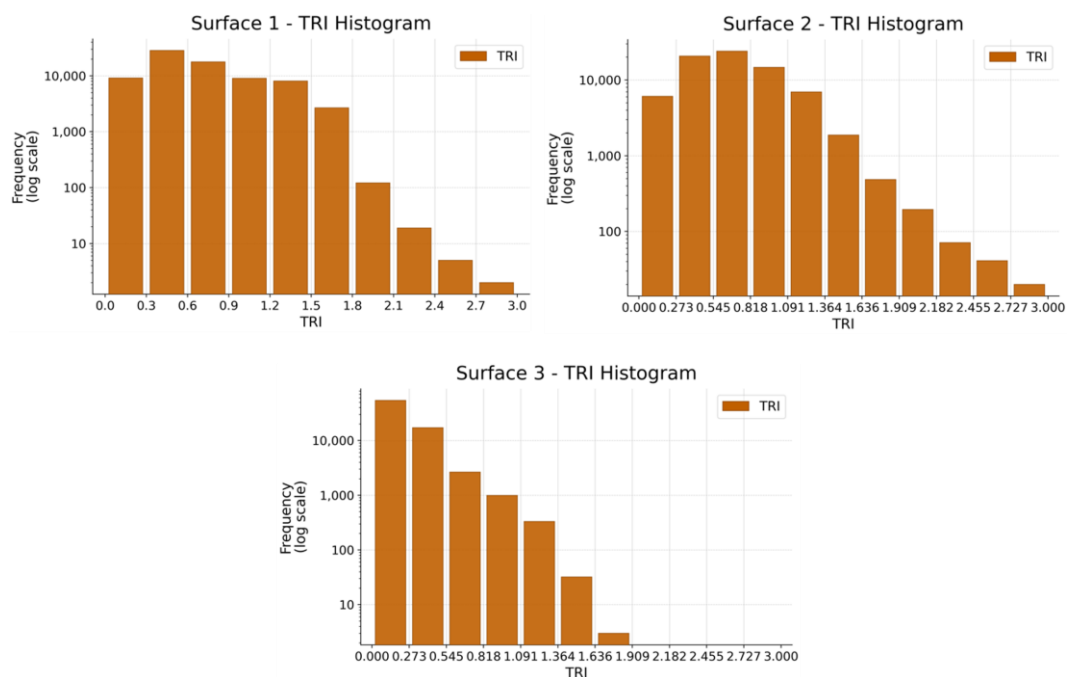 Surface 1 - TRI Histogram
TRI
10,000
1,000
100
10
Frequency
(log scale)
0.0 0.3 0.6 0.9 1.2 1.5 1.8 2.1 2.4 2.7 3.0
TRI
Surface 2 - TRI Histogram
TRI
10,000
1,000
100
Frequency
(log scale)
0.000 0.273 0.545 0.818 1.091 1.364 1.636 1.909 2.182 2.455 2.727 3.000
TRI
Surface 3 - TRI Histogram
TRI
10,000
1,000
100
10
Frequency
(log scale)
0.000 0.273 0.545 0.818 1.091 1.364 1.636 1.909 2.182 2.455 2.727 3.000
TRI